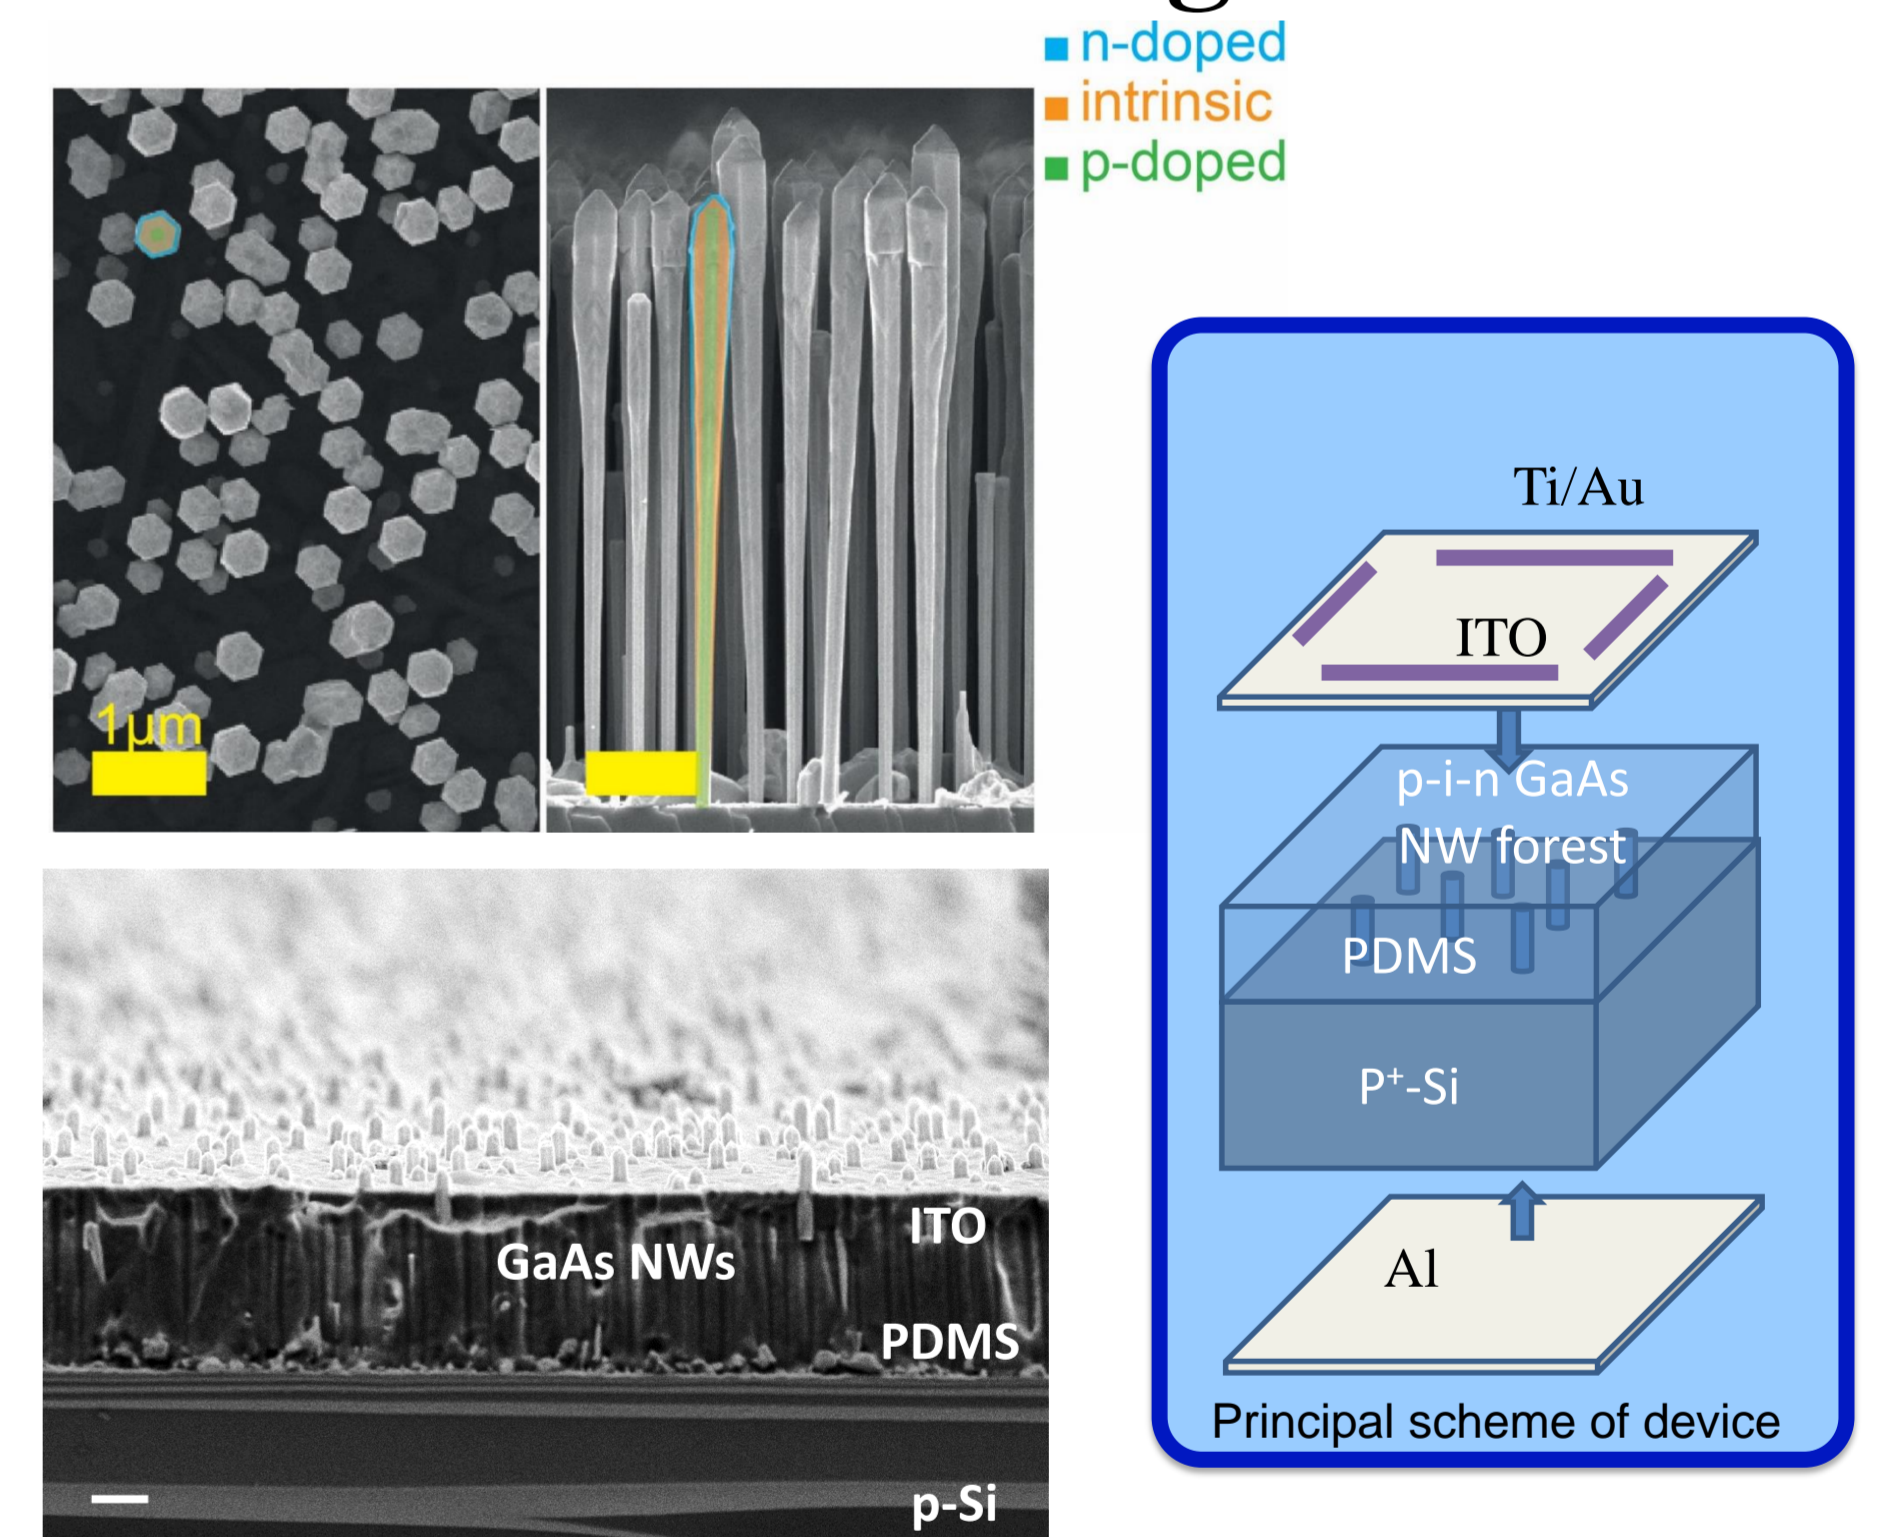 n-doped
intrinsic
p-doped
1µm
Ti/Au
ITO
p-i-n GaAs
NW forest
PDMS
P⁺-Si
Al
Principal scheme of device
ITO
GaAs NWs
PDMS
p-Si